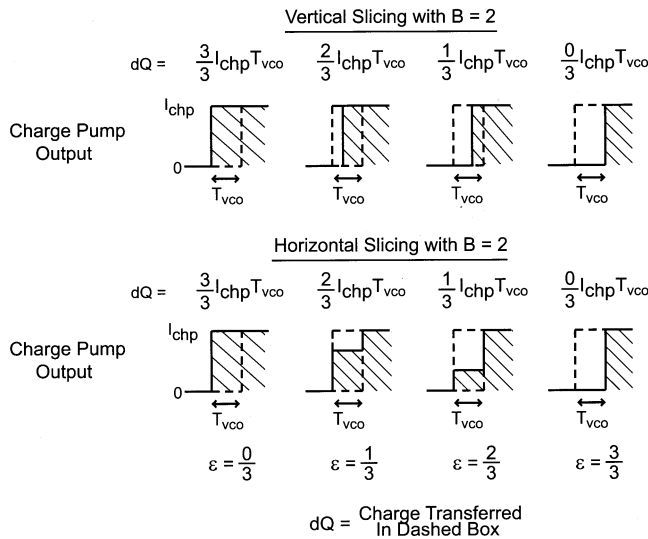 Vertical Slicing with B = 2
dQ = 3/3 IchpTvco 2/3 IchpTvco 1/3 IchpTvco 0/3 IchpTvco
Charge Pump
Output
Ichp
0
Tvco Tvco Tvco Tvco
Horizontal Slicing with B = 2
dQ = 3/3 IchpTvco 2/3 IchpTvco 1/3 IchpTvco 0/3 IchpTvco
Charge Pump
Output
Ichp
0
Tvco Tvco Tvco Tvco
ε = 0/3 ε = 1/3 ε = 2/3 ε = 3/3
dQ = Charge Transferred
In Dashed Box